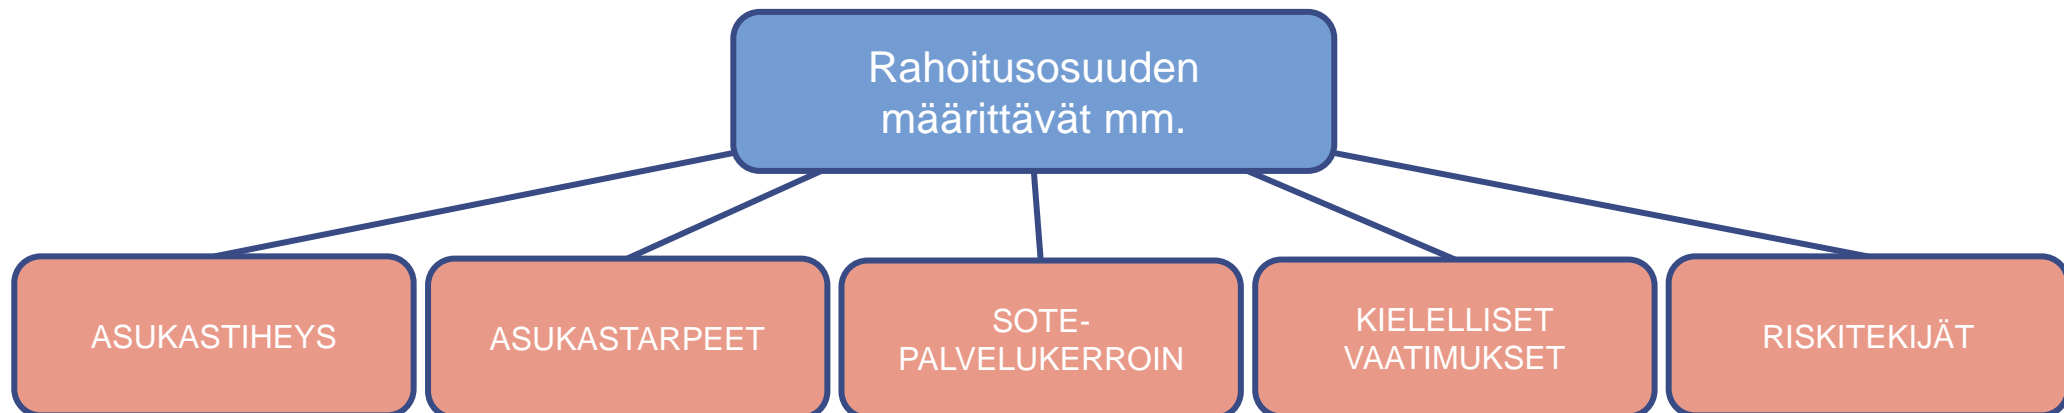 Rahoitusosuuden
määrittävät mm.
ASUKASTIHEYS
ASUKASTARPEET
SOTE-
PALVELUKERROIN
KIELELLISET
VAATIMUKSET
RISKITEKIJÄT